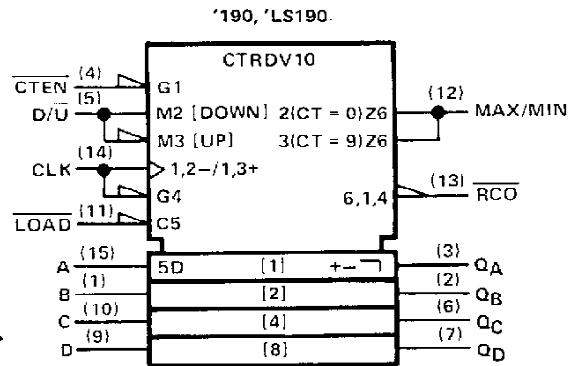 '190, 'LS190
CTRDV10
CTEN (4) G1
D/U (5) M2 [DOWN] 2(CT = 0)Z6 (12) MAX/MIN
M3 [UP] 3(CT = 9)Z6
CLK (14) 1,2−/1,3+
G4 6,1,4 (13) RCO
LOAD (11) C5
A (15) 5D [1] +− ¬ (3) QA
B (1) [2] (2) QB
C (10) [4] (6) QC
D (9) [8] (7) QD